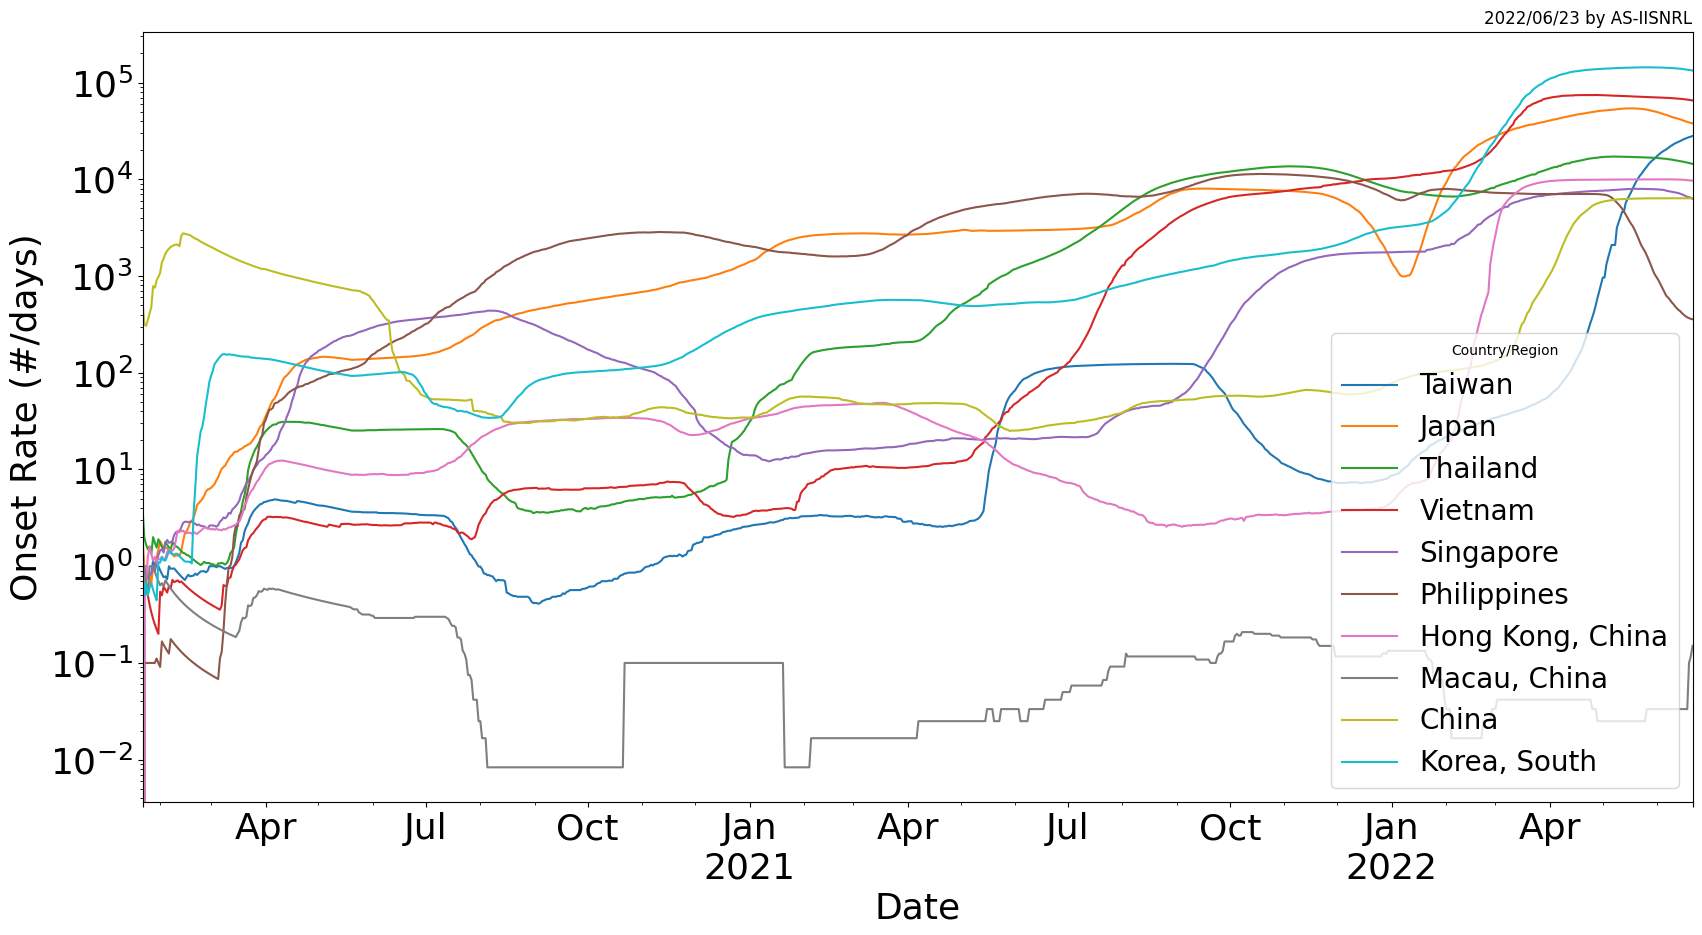 2022/06/23 by AS-IISNRL
Onset Rate (#/days)
10^5
10^4
10^3
10^2
10^1
10^0
10^−1
10^−2
Country/Region
Taiwan
Japan
Thailand
Vietnam
Singapore
Philippines
Hong Kong, China
Macau, China
China
Korea, South
Apr Jul Oct Jan Apr Jul Oct Jan Apr
2021 2022
Date